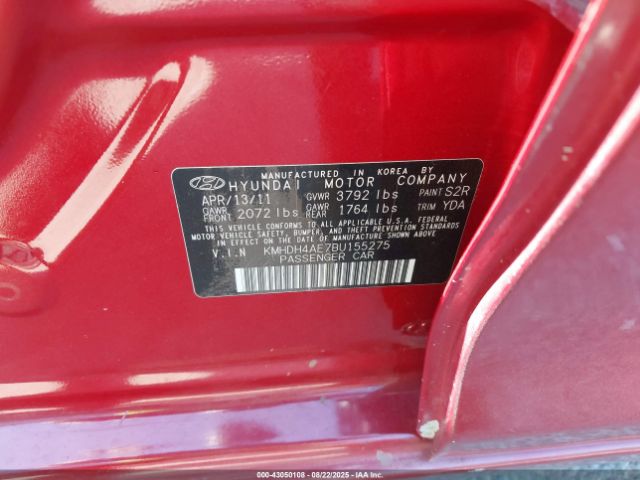 MANUFACTURED IN KOREA BY
HYUNDAI MOTOR COMPANY
APR/13/11 GVWR 3792 lbs PAINT S2R
GAWR FRONT 2072 lbs GAWR REAR 1764 lbs TRIM YDA
THIS VEHICLE CONFORMS TO ALL APPLICABLE U.S.A. FEDERAL
MOTOR VEHICLE SAFETY, BUMPER, AND THEFT PREVENTION STANDARDS
IN EFFECT ON THE DATE OF MANUFACTURE SHOWN ABOVE.
V.I.N KMHDH4AE7BU155275
PASSENGER CAR
000-43050108 - 08/22/2025 - IAAI.COM